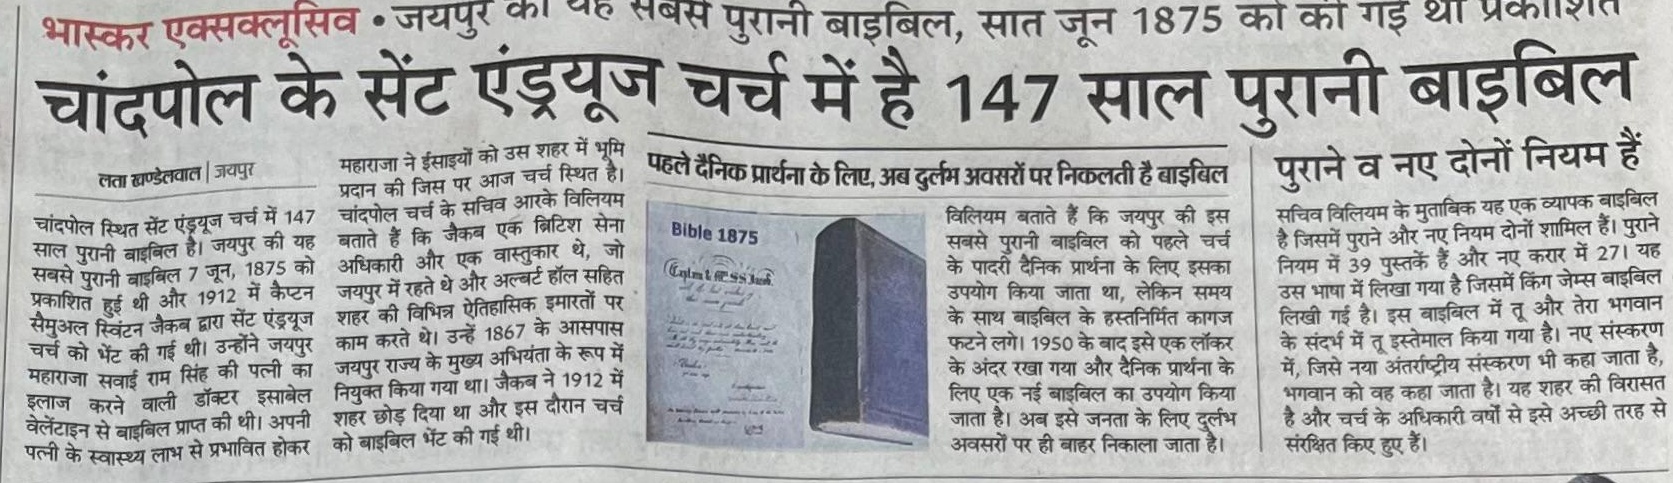 भास्कर एक्सक्लूसिव • जयपुर की यह सबसे पुरानी बाइबिल, सात जून 1875 को की गई थी प्रकाशित
चांदपोल के सेंट एंड्रयूज चर्च में है 147 साल पुरानी बाइबिल
लता खण्डेलवाल | जयपुर
चांदपोल स्थित सेंट एंड्रयूज चर्च में 147
साल पुरानी बाइबिल है। जयपुर की यह
सबसे पुरानी बाइबिल 7 जून, 1875 को
प्रकाशित हुई थी और 1912 में कैप्टन
सैमुअल स्विंटन जैकब द्वारा सेंट एंड्रयूज
चर्च को भेंट की गई थी। उन्होंने जयपुर
महाराजा सवाई राम सिंह की पत्नी का
इलाज करने वाली डॉक्टर इसाबेल
वेलेंटाइन से बाइबिल प्राप्त की थी। अपनी
पत्नी के स्वास्थ्य लाभ से प्रभावित होकर
महाराजा ने ईसाइयों को उस शहर में भूमि
प्रदान की जिस पर आज चर्च स्थित है।
चांदपोल चर्च के सचिव आरके विलियम
बताते हैं कि जैकब एक ब्रिटिश सेना
अधिकारी और एक वास्तुकार थे, जो
जयपुर में रहते थे और अल्बर्ट हॉल सहित
शहर की विभिन्न ऐतिहासिक इमारतों पर
काम करते थे। उन्हें 1867 के आसपास
जयपुर राज्य के मुख्य अभियंता के रूप में
नियुक्त किया गया था। जैकब ने 1912 में
शहर छोड़ दिया था और इस दौरान चर्च
को बाइबिल भेंट की गई थी।
पहले दैनिक प्रार्थना के लिए, अब दुर्लभ अवसरों पर निकलती है बाइबिल
Bible 1875
विलियम बताते हैं कि जयपुर की इस
सबसे पुरानी बाइबिल को पहले चर्च
के पादरी दैनिक प्रार्थना के लिए इसका
उपयोग किया जाता था, लेकिन समय
के साथ बाइबिल के हस्तनिर्मित कागज
फटने लगे। 1950 के बाद इसे एक लॉकर
के अंदर रखा गया और दैनिक प्रार्थना के
लिए एक नई बाइबिल का उपयोग किया
जाता है। अब इसे जनता के लिए दुर्लभ
अवसरों पर ही बाहर निकाला जाता है।
पुराने व नए दोनों नियम हैं
सचिव विलियम के मुताबिक यह एक व्यापक बाइबिल
है जिसमें पुराने और नए नियम दोनों शामिल हैं। पुराने
नियम में 39 पुस्तकें हैं और नए करार में 27। यह
उस भाषा में लिखा गया है जिसमें किंग जेम्स बाइबिल
लिखी गई है। इस बाइबिल में तू और तेरा भगवान
के संदर्भ में तू इस्तेमाल किया गया है। नए संस्करण
में, जिसे नया अंतर्राष्ट्रीय संस्करण भी कहा जाता है,
भगवान को वह कहा जाता है। यह शहर की विरासत
है और चर्च के अधिकारी वर्षों से इसे अच्छी तरह से
संरक्षित किए हुए हैं।